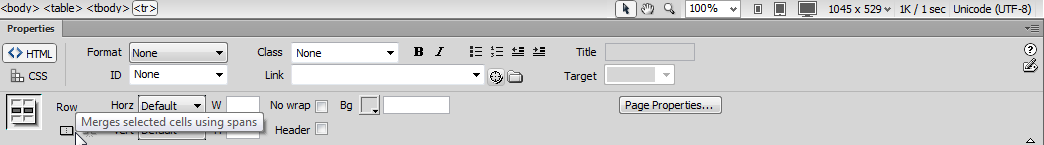 <body> <table> <tbody> <tr> 100% 1045 x 529 1K / 1 sec Unicode (UTF-8)
Properties
<> HTML Format None Class None B I Title
CSS ID None Link Target
Row Horz Default W No wrap Bg Page Properties...
Merges selected cells using spans
Default Header